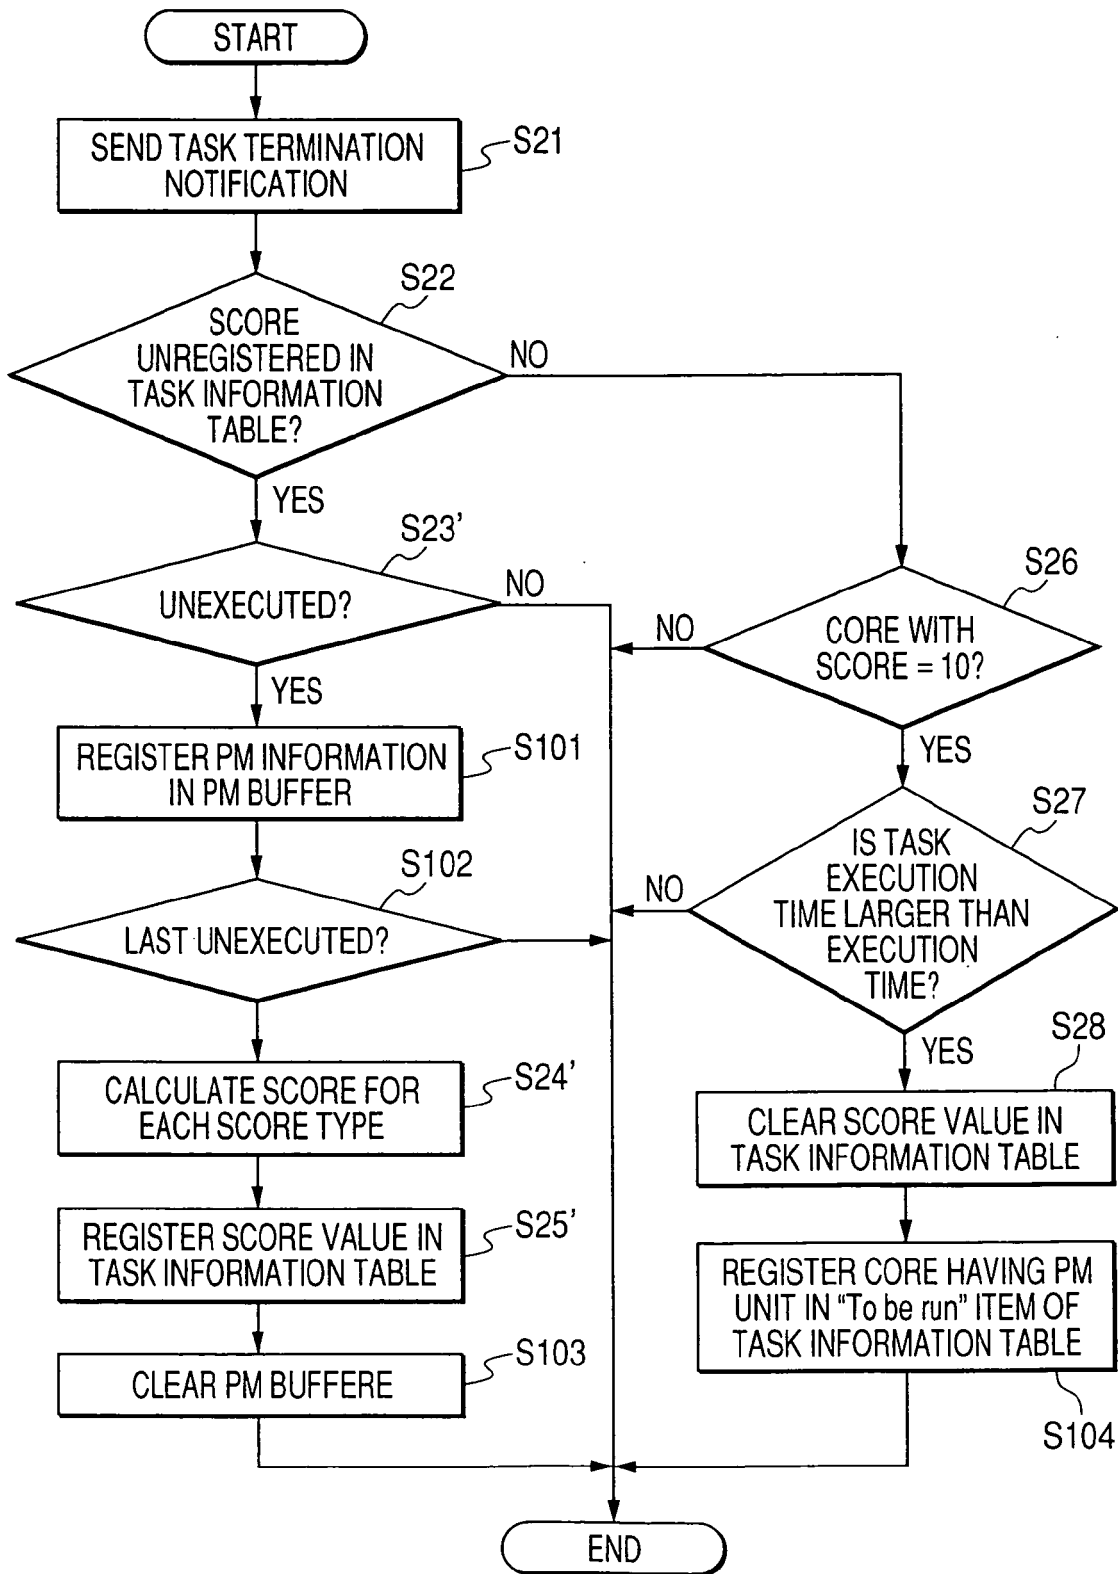 START
SEND TASK TERMINATION
NOTIFICATION
S21
SCORE
UNREGISTERED IN
TASK INFORMATION
TABLE?
S22
NO
YES
UNEXECUTED?
S23’
NO
YES
REGISTER PM INFORMATION
IN PM BUFFER
S101
LAST UNEXECUTED?
S102
CALCULATE SCORE FOR
EACH SCORE TYPE
S24’
REGISTER SCORE VALUE IN
TASK INFORMATION TABLE
S25’
CLEAR PM BUFFERE
S103
CORE WITH
SCORE = 10?
S26
NO
YES
IS TASK
EXECUTION
TIME LARGER THAN
EXECUTION
TIME?
S27
NO
YES
CLEAR SCORE VALUE IN
TASK INFORMATION TABLE
S28
REGISTER CORE HAVING PM
UNIT IN “To be run” ITEM OF
TASK INFORMATION TABLE
S104
END